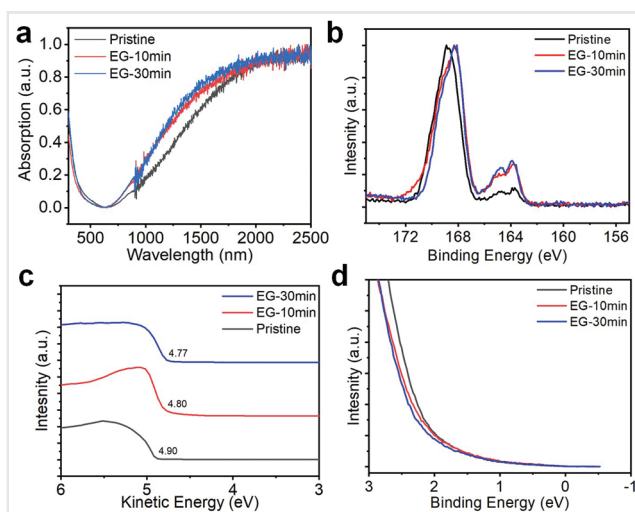 a
Pristine
EG-10min
EG-30min
Absorption (a.u.)
1.0
0.8
0.6
0.4
0.2
0.0
500 1000 1500 2000 2500
Wavelength (nm)
b
Pristine
EG-10min
EG-30min
Intesnity (a.u.)
172 168 164 160 156
Binding Energy (eV)
c
EG-30min
EG-10min
Pristine
Intesnity (a.u.)
4.77
4.80
4.90
6 5 4 3
Kinetic Energy (eV)
d
Pristine
EG-10min
EG-30min
Intesnity (a.u.)
3 2 1 0 -1
Binding Energy (eV)